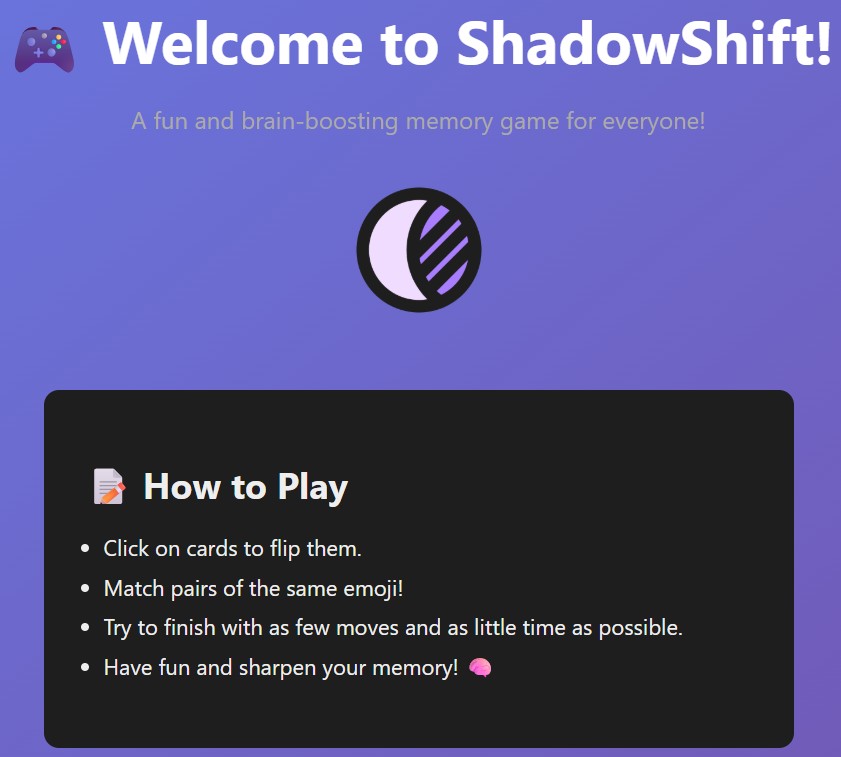 🎮 Welcome to ShadowShift!
A fun and brain-boosting memory game for everyone!
📝 How to Play
• Click on cards to flip them.
• Match pairs of the same emoji!
• Try to finish with as few moves and as little time as possible.
• Have fun and sharpen your memory! 🧠